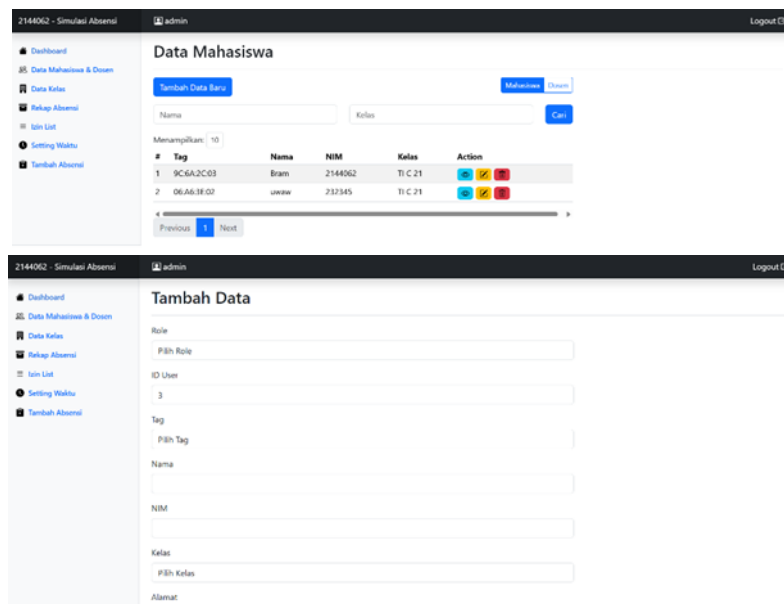 2144062 - Simulasi Absensi admin Logout
Dashboard
Data Mahasiswa & Dosen
Data Kelas
Rekap Absensi
Izin List
Setting Waktu
Tambah Absensi
Data Mahasiswa
Tambah Data Baru Mahasiswa Dosen
Nama Kelas Cari
Menampilkan: 10
# Tag Nama NIM Kelas Action
1 9C:6A:2C:03 Bram 2144062 TI C 21
2 06:A6:3E:02 uwaw 232345 TI C 21
Previous 1 Next
2144062 - Simulasi Absensi admin Logout
Dashboard
Data Mahasiswa & Dosen
Data Kelas
Rekap Absensi
Izin List
Setting Waktu
Tambah Absensi
Tambah Data
Role
Pilih Role
ID User
3
Tag
Pilih Tag
Nama
NIM
Kelas
Pilih Kelas
Alamat